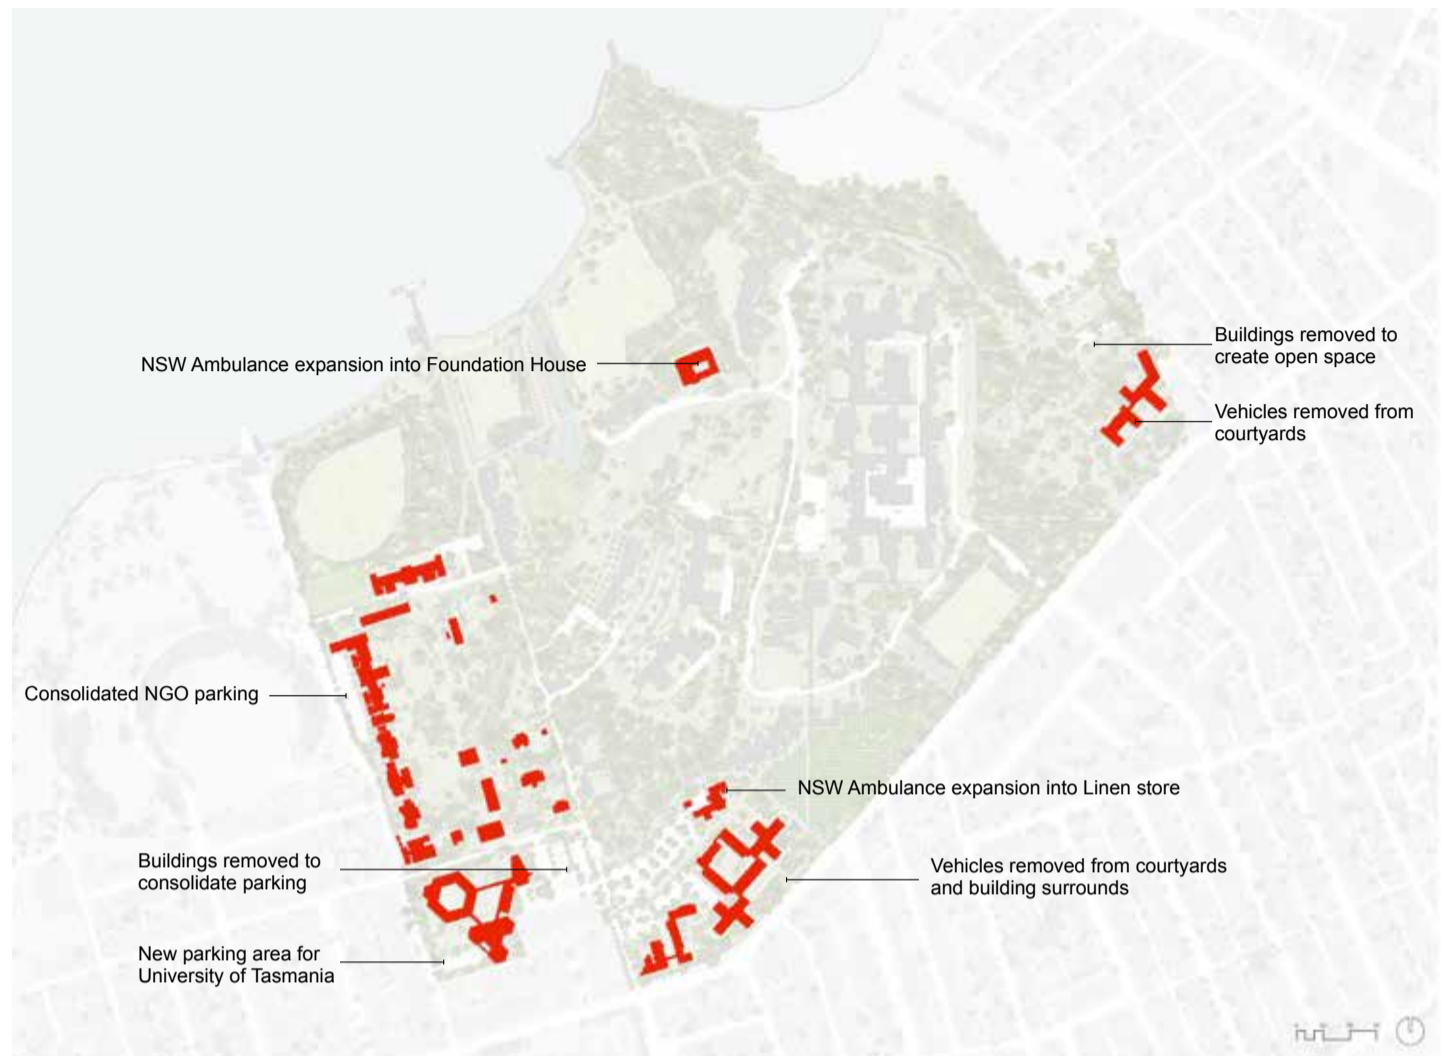 Buildings removed to
create open space
NSW Ambulance expansion into Foundation House
Vehicles removed from
courtyards
Consolidated NGO parking
NSW Ambulance expansion into Linen store
Buildings removed to
consolidate parking
Vehicles removed from courtyards
and building surrounds
New parking area for
University of Tasmania